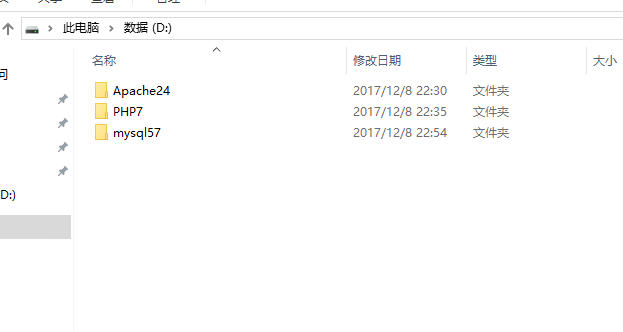 此电脑 > 数据 (D:)
名称 修改日期 类型 大小
问
Apache24 2017/12/8 22:30 文件夹
PHP7 2017/12/8 22:35 文件夹
mysql57 2017/12/8 22:54 文件夹
D:)